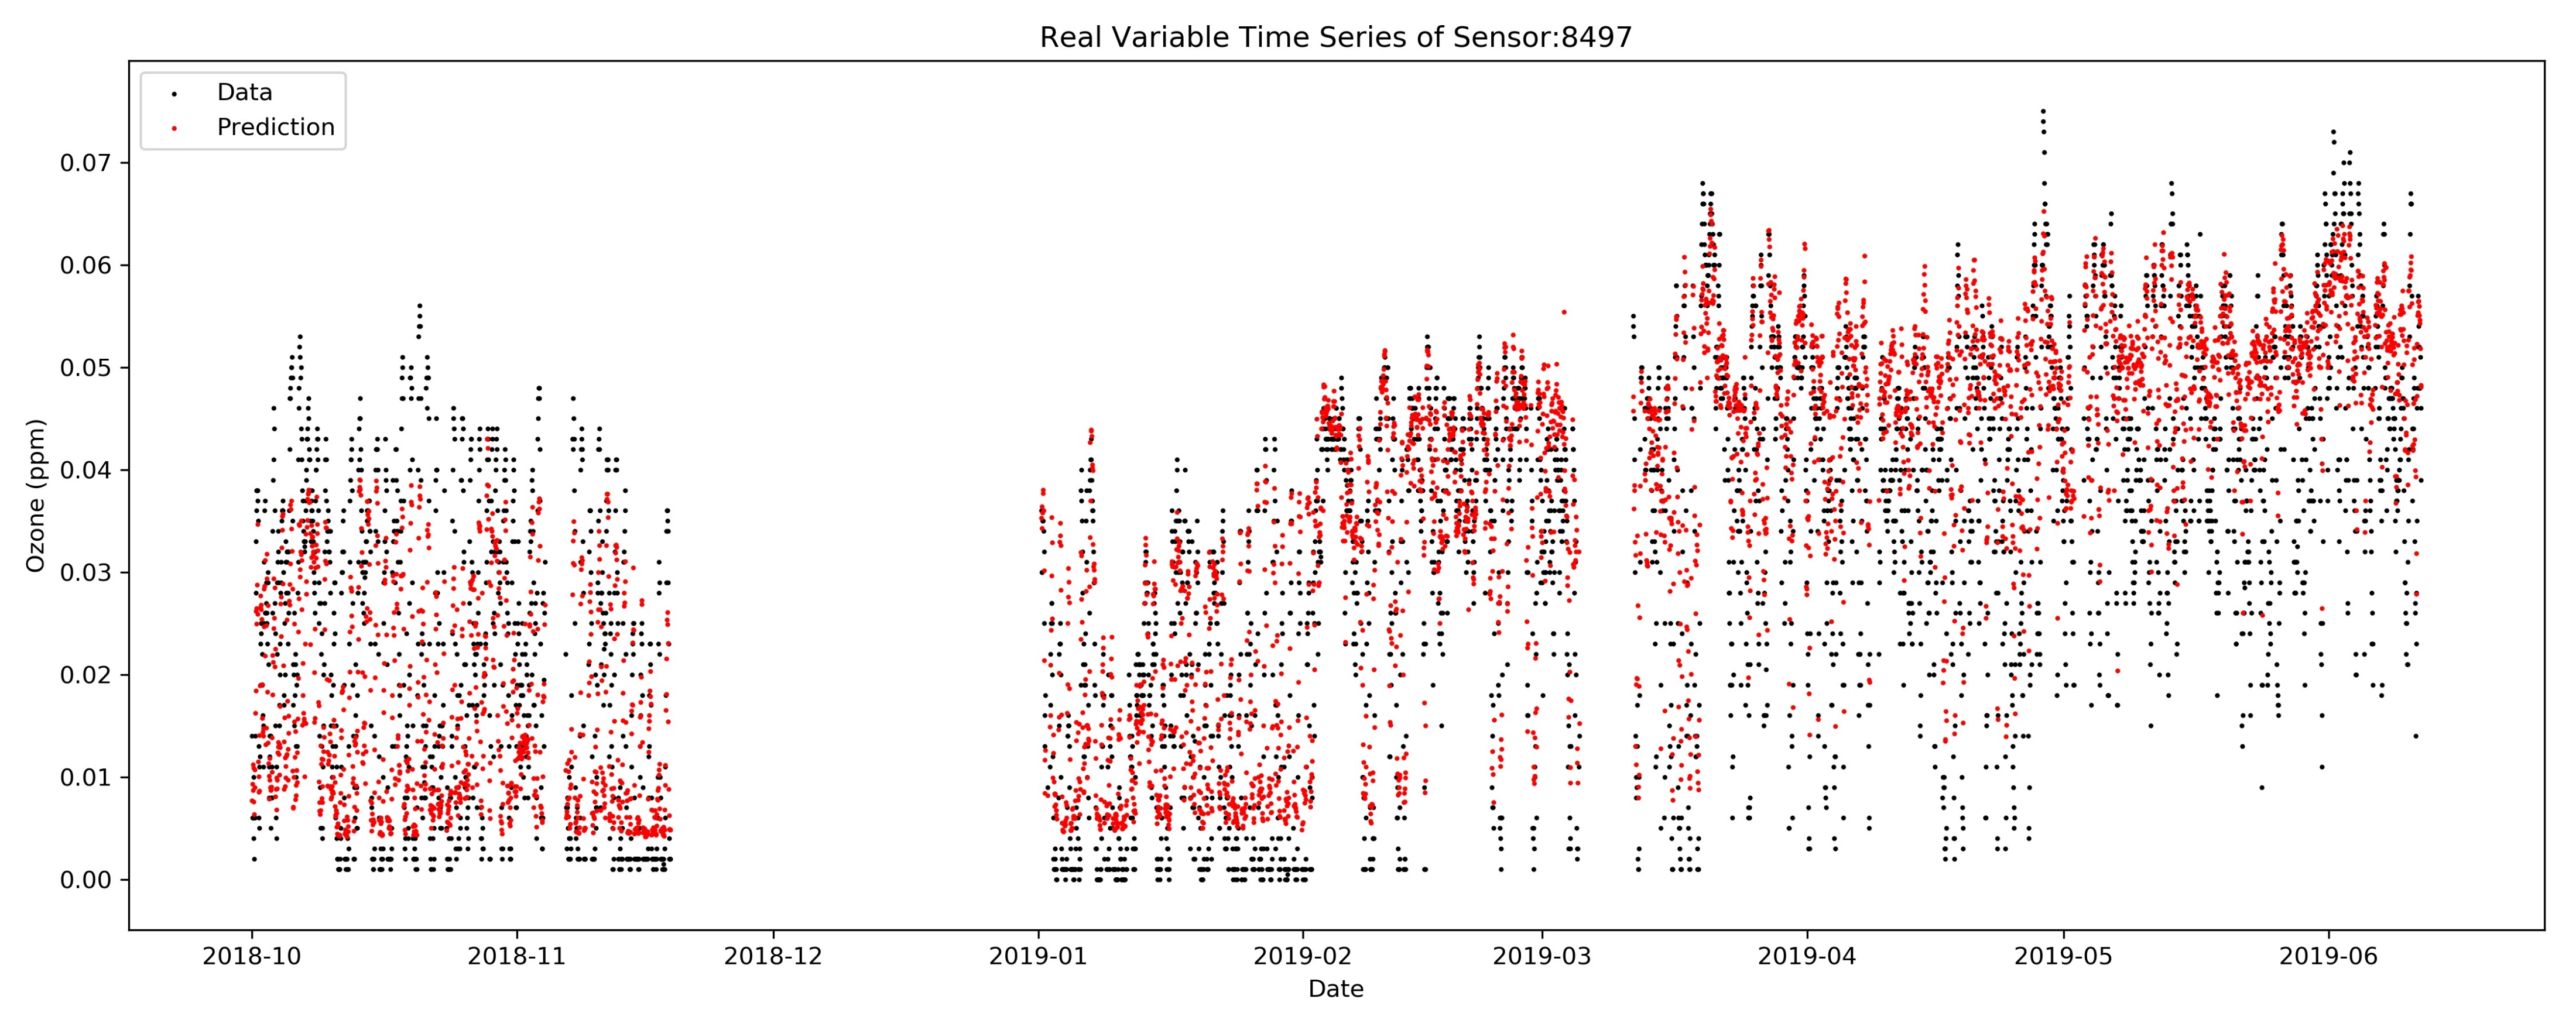 Real Variable Time Series of Sensor:8497
Data
Prediction
0.07
0.06
0.05
0.04
0.03
0.02
0.01
0.00
Ozone (ppm)
2018-10 2018-11 2018-12 2019-01 2019-02 2019-03 2019-04 2019-05 2019-06
Date